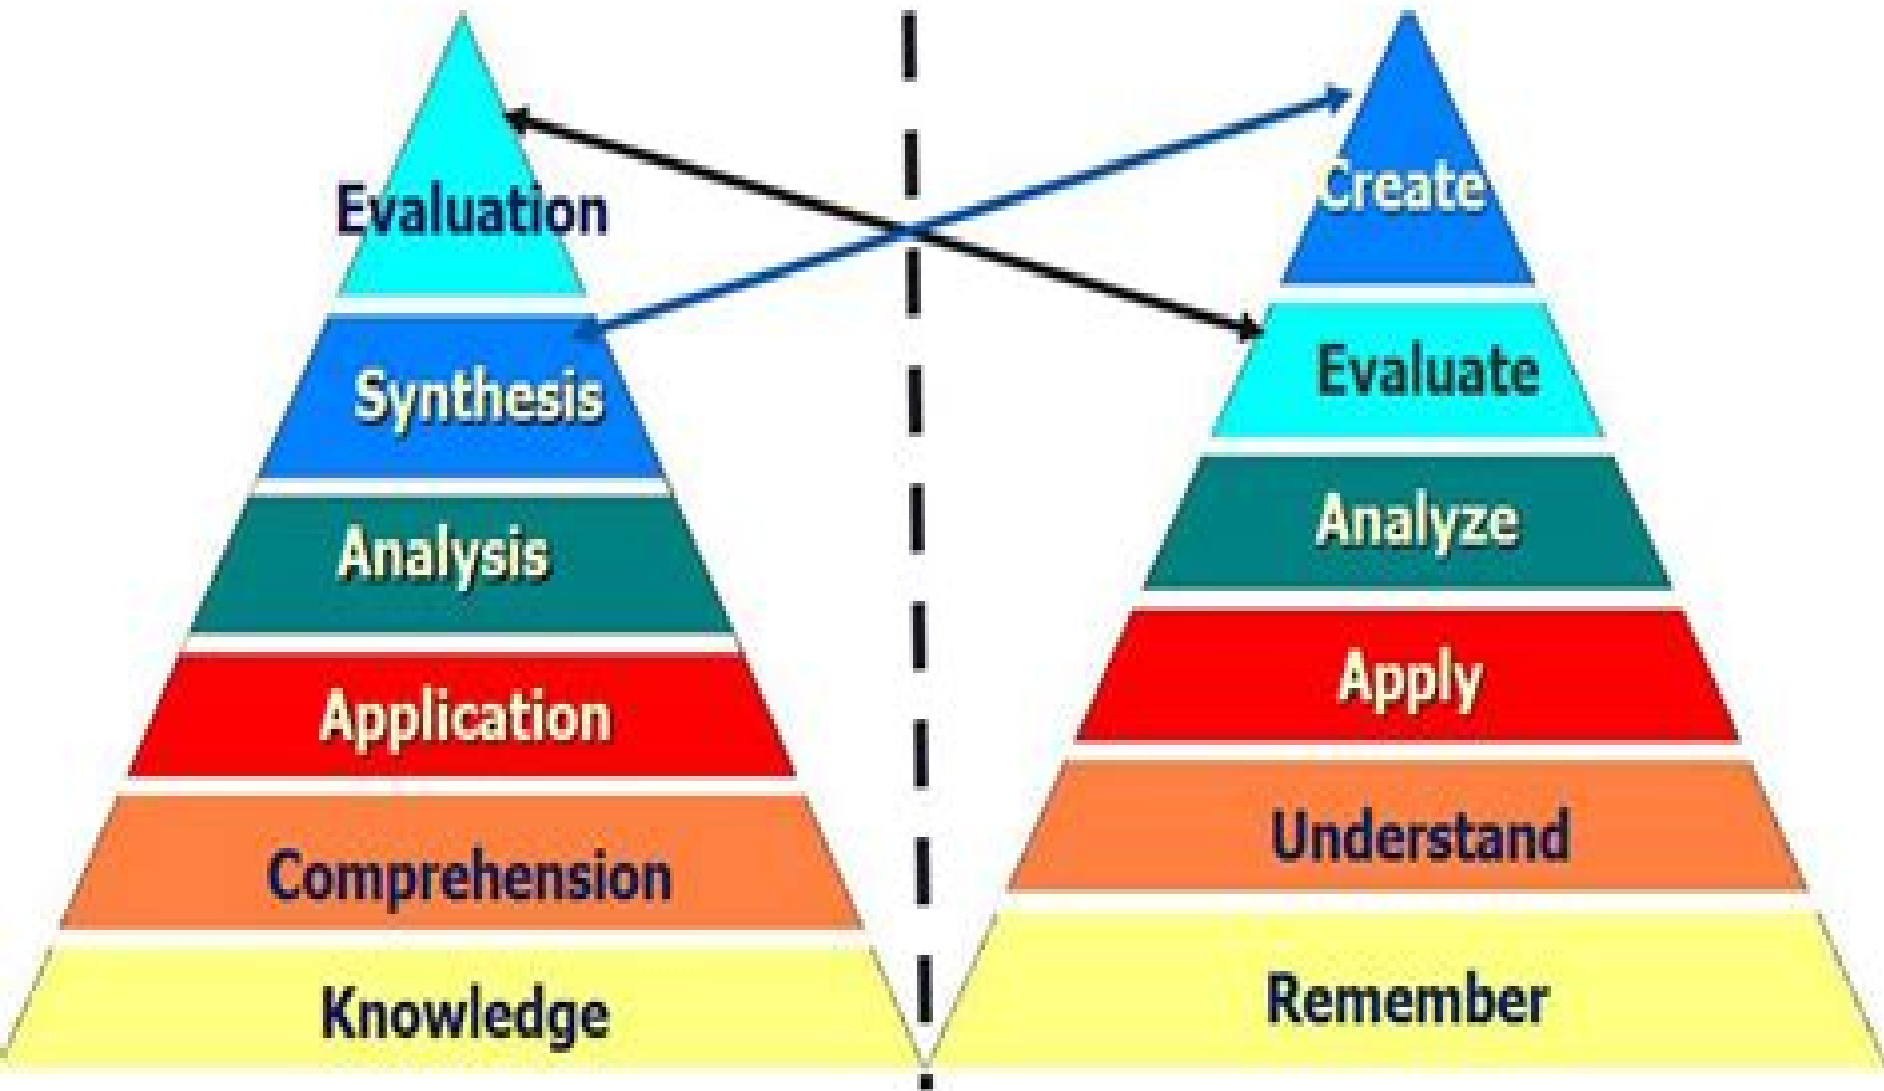 Evaluation
Synthesis
Analysis
Application
Comprehension
Knowledge
Create
Evaluate
Analyze
Apply
Understand
Remember